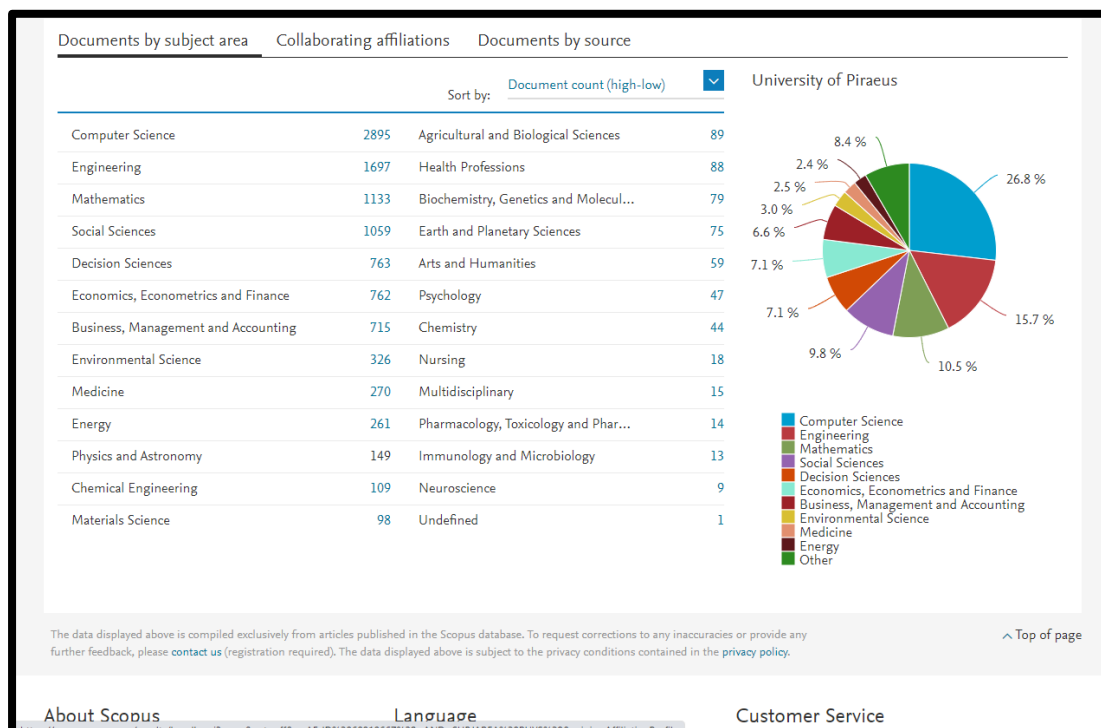 Documents by subject area Collaborating affiliations Documents by source
Sort by: Document count (high-low)
University of Piraeus
Computer Science 2895 Agricultural and Biological Sciences 89
Engineering 1697 Health Professions 88
Mathematics 1133 Biochemistry, Genetics and Molecul... 79
Social Sciences 1059 Earth and Planetary Sciences 75
Decision Sciences 763 Arts and Humanities 59
Economics, Econometrics and Finance 762 Psychology 47
Business, Management and Accounting 715 Chemistry 44
Environmental Science 326 Nursing 18
Medicine 270 Multidisciplinary 15
Energy 261 Pharmacology, Toxicology and Phar... 14
Physics and Astronomy 149 Immunology and Microbiology 13
Chemical Engineering 109 Neuroscience 9
Materials Science 98 Undefined 1
8.4 %
2.4 %
2.5 %
3.0 %
6.6 %
7.1 %
7.1 %
9.8 %
26.8 %
15.7 %
10.5 %
Computer Science
Engineering
Mathematics
Social Sciences
Decision Sciences
Economics, Econometrics and Finance
Business, Management and Accounting
Environmental Science
Medicine
Energy
Other
The data displayed above is compiled exclusively from articles published in the Scopus database. To request corrections to any inaccuracies or provide any
further feedback, please contact us (registration required). The data displayed above is subject to the privacy conditions contained in the privacy policy.
Top of page
About Scopus Language Customer Service